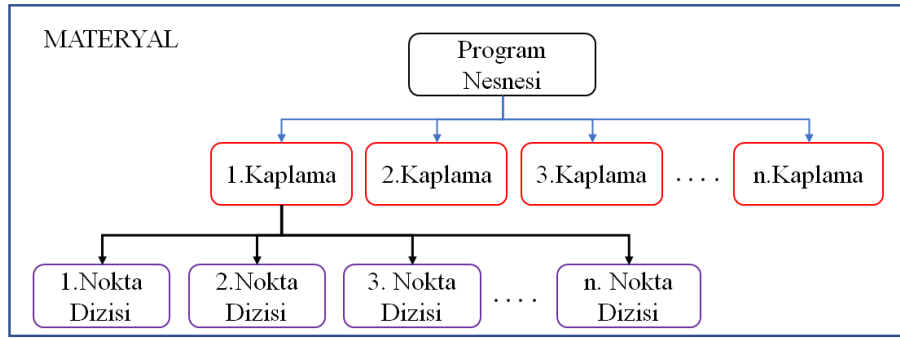 MATERYAL
Program
Nesnesi
1.Kaplama
2.Kaplama
3.Kaplama
. . . .
n.Kaplama
1.Nokta
Dizisi
2.Nokta
Dizisi
3. Nokta
Dizisi
. . . .
n. Nokta
Dizisi